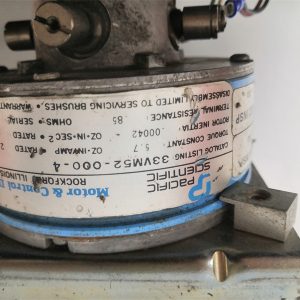 PACIFIC
SCIENTIFIC
Motor & Control D
ROCKFORD ILLINOIS
CATALOG LISTING 33VM52-000-4
TORQUE CONSTANT 5.7 OZ-IN/AMP RATED
ROTOR INERTIA .00042 OZ-IN-SEC² RATED
TERMINAL RESISTANCE: .85 OHMS SERIAL
DISASSEMBLY LIMITED TO SERVICING BRUSHES, WARRAN